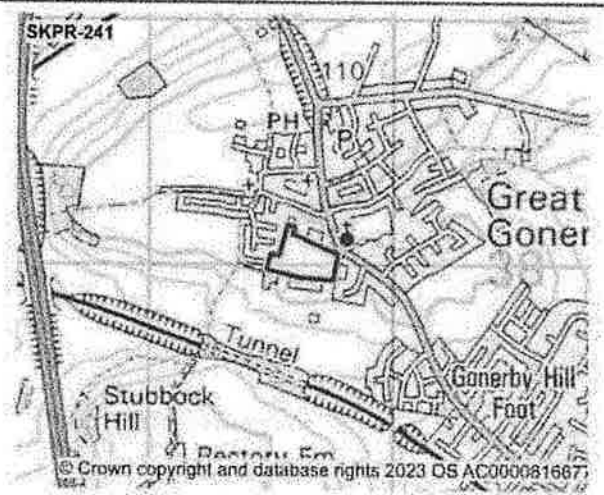 SKPR-241
110
PH
P
Great
Goner
Tunnel
Gonerby Hill
Foot
Stubbock
Hill
© Crown copyright and database rights 2023 OS AC0000816677